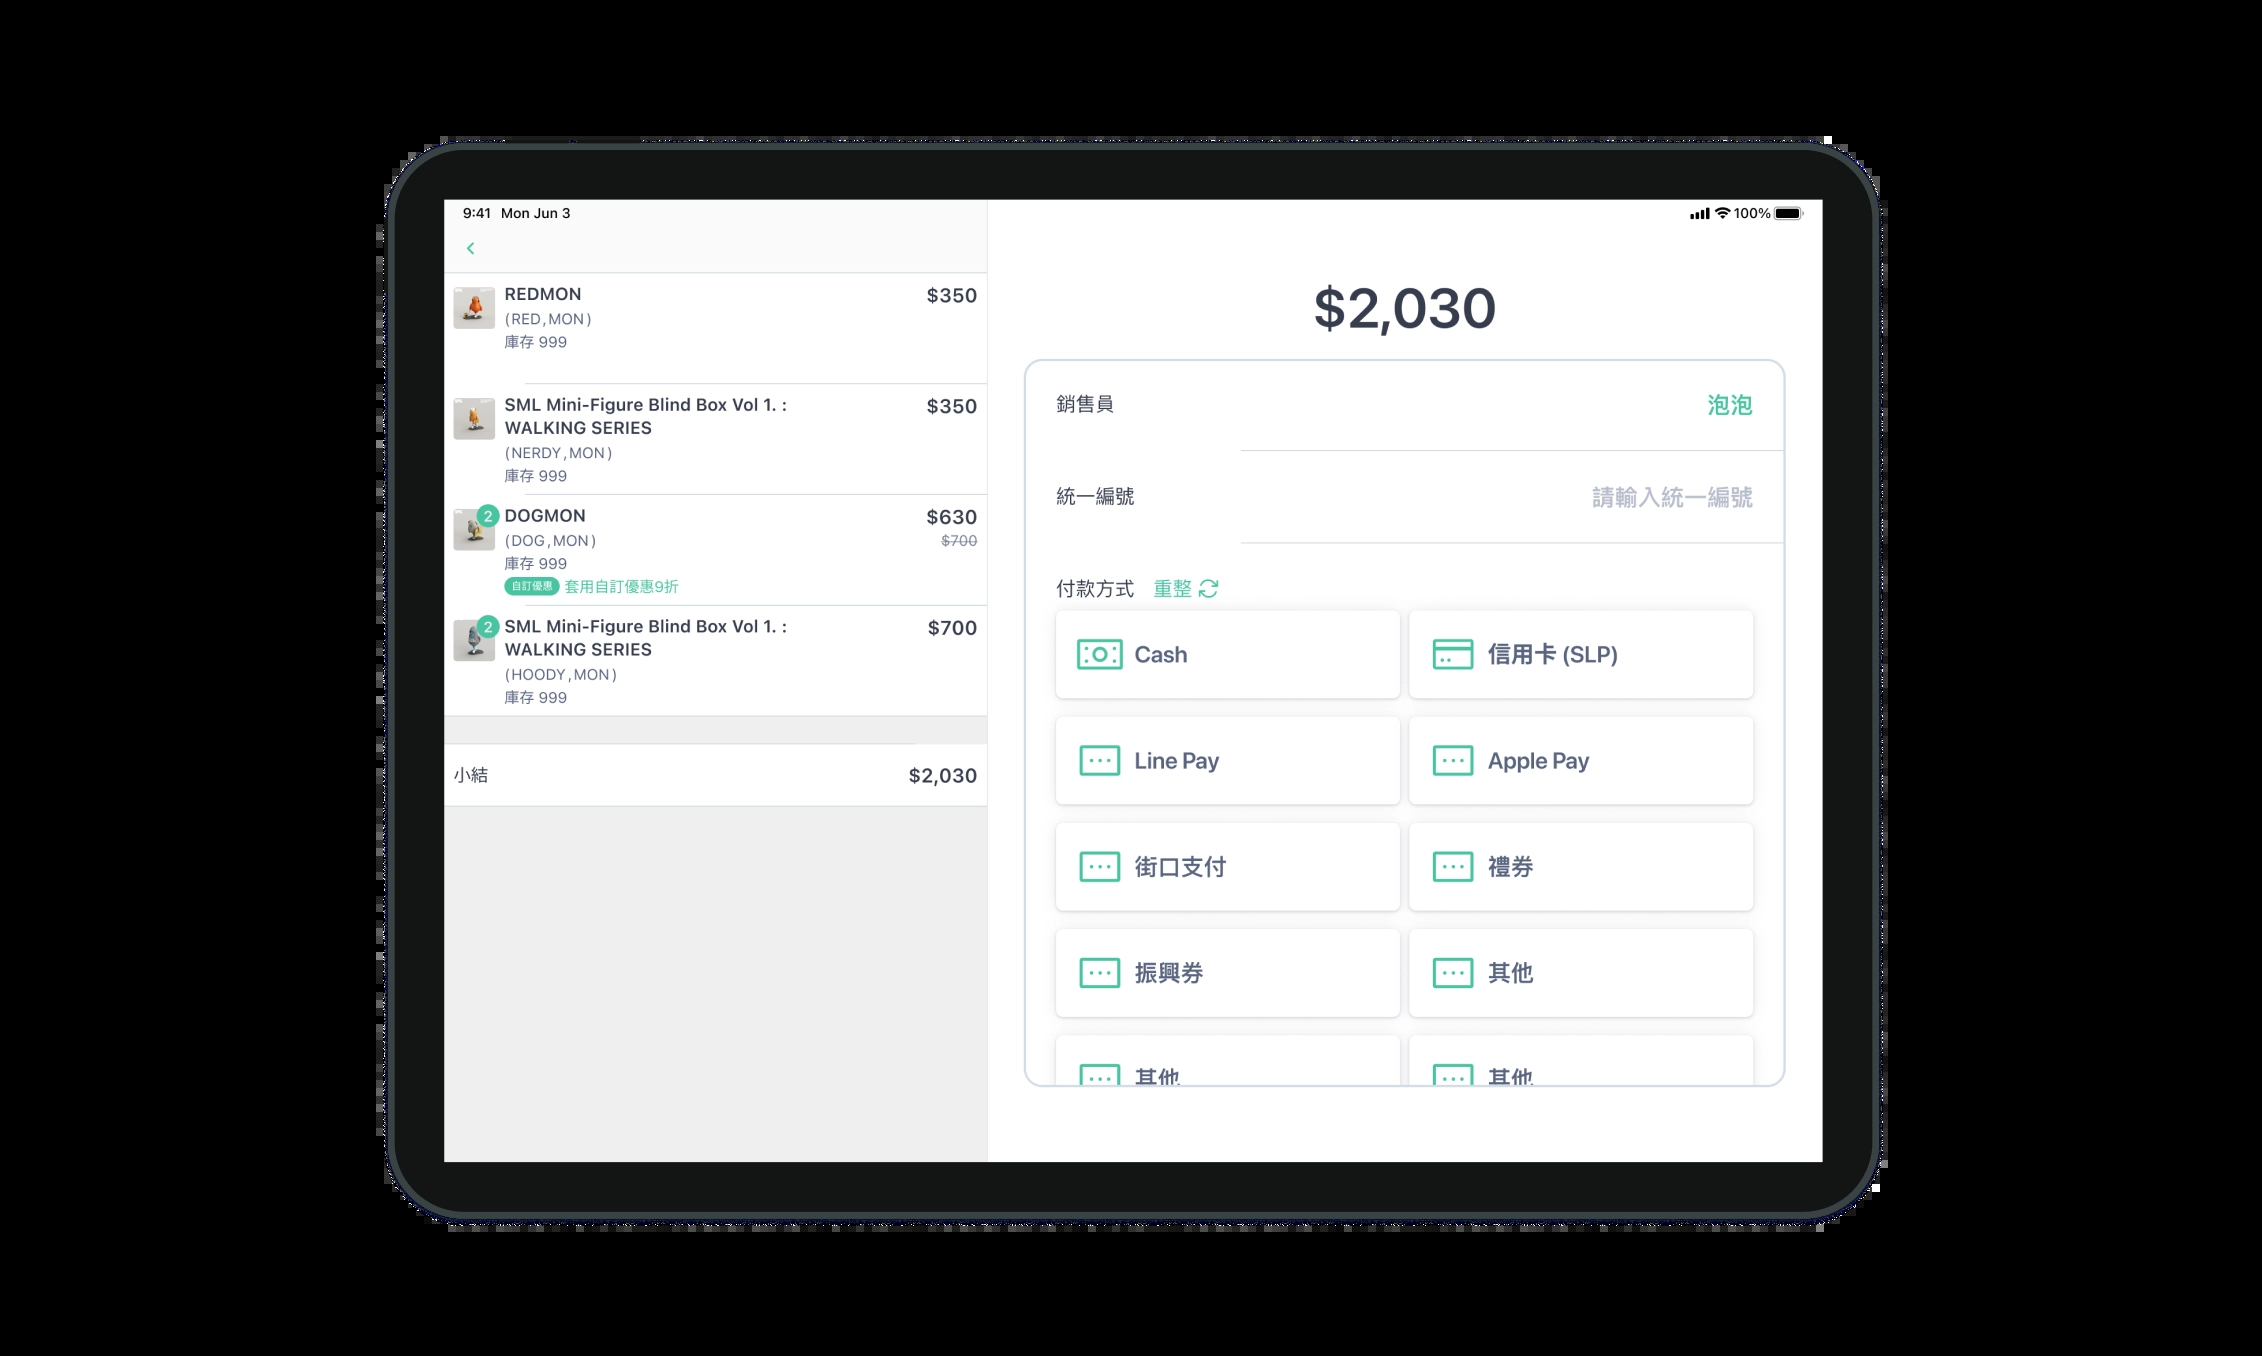 9:41 Mon Jun 3
100%
REDMON
$350
(RED,MON)
庫存 999
SML Mini-Figure Blind Box Vol 1. :
$350
WALKING SERIES
(NERDY,MON)
庫存 999
2
DOGMON
$630
(DOG,MON)
$700
庫存 999
自訂優惠 套用自訂優惠9折
2
SML Mini-Figure Blind Box Vol 1. :
$700
WALKING SERIES
(HOODY,MON)
庫存 999
小結
$2,030
$2,030
銷售員
泡泡
統一編號
請輸入統一編號
付款方式 重整
Cash
信用卡 (SLP)
Line Pay
Apple Pay
街口支付
禮券
振興券
其他
其他
其他